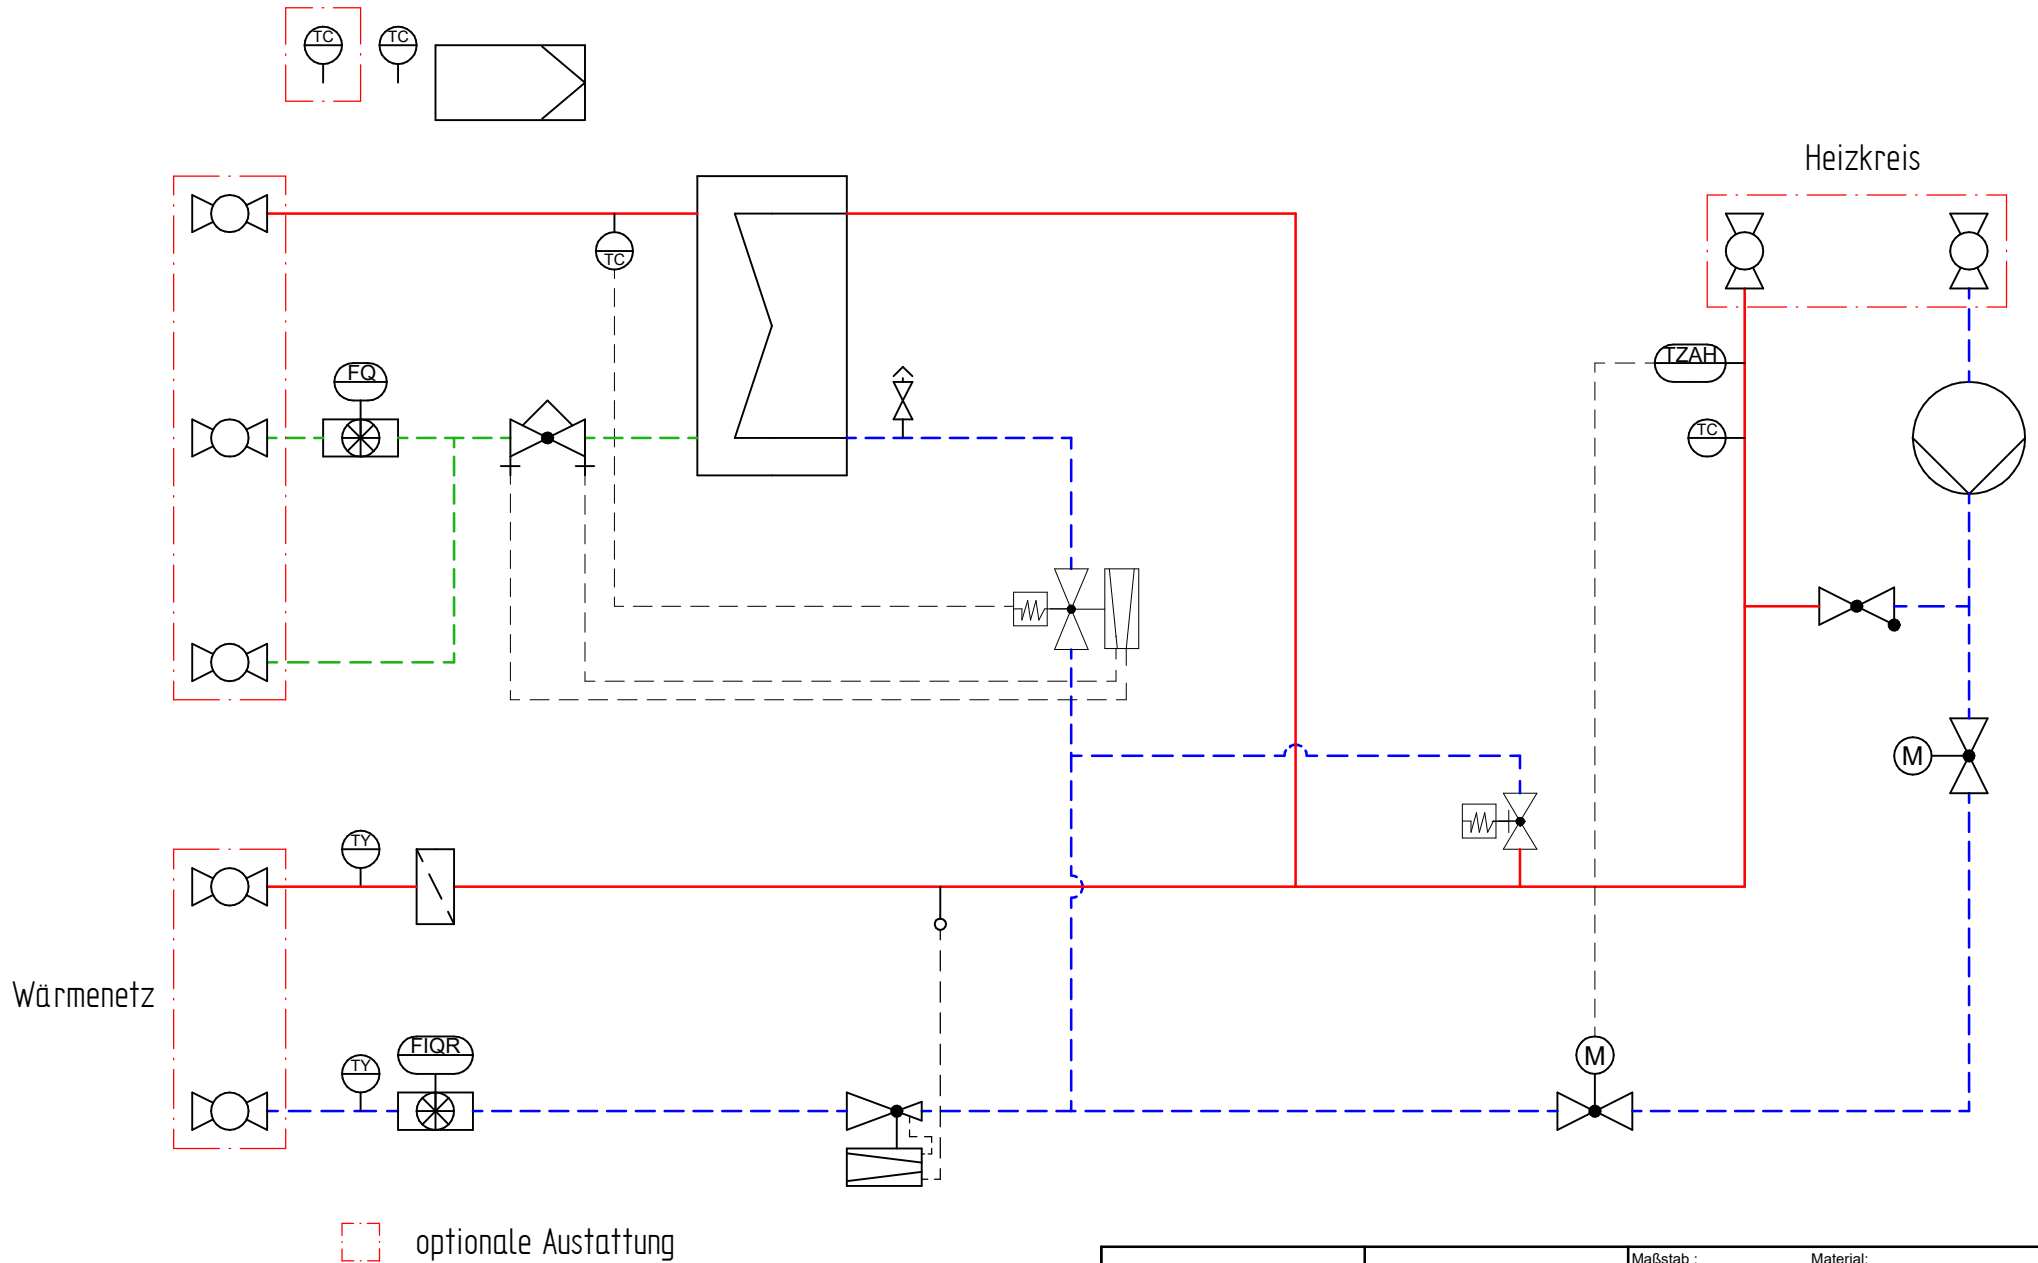 TC
TC
Heizkreis
TC
TZAH
FQ
TC
M
TY
Wärmenetz
FIQR
M
TY
optionale Austattung
Maßstab :
Material: